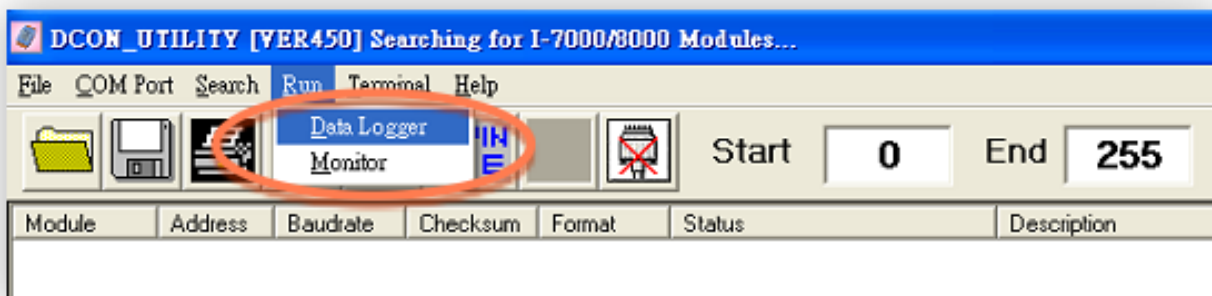 DCON_UTILITY [VER450] Searching for I-7000/8000 Modules...
File COM Port Search Run Terminal Help
Data Logger
Monitor
Start 0 End 255
Module Address Baudrate Checksum Format Status Description